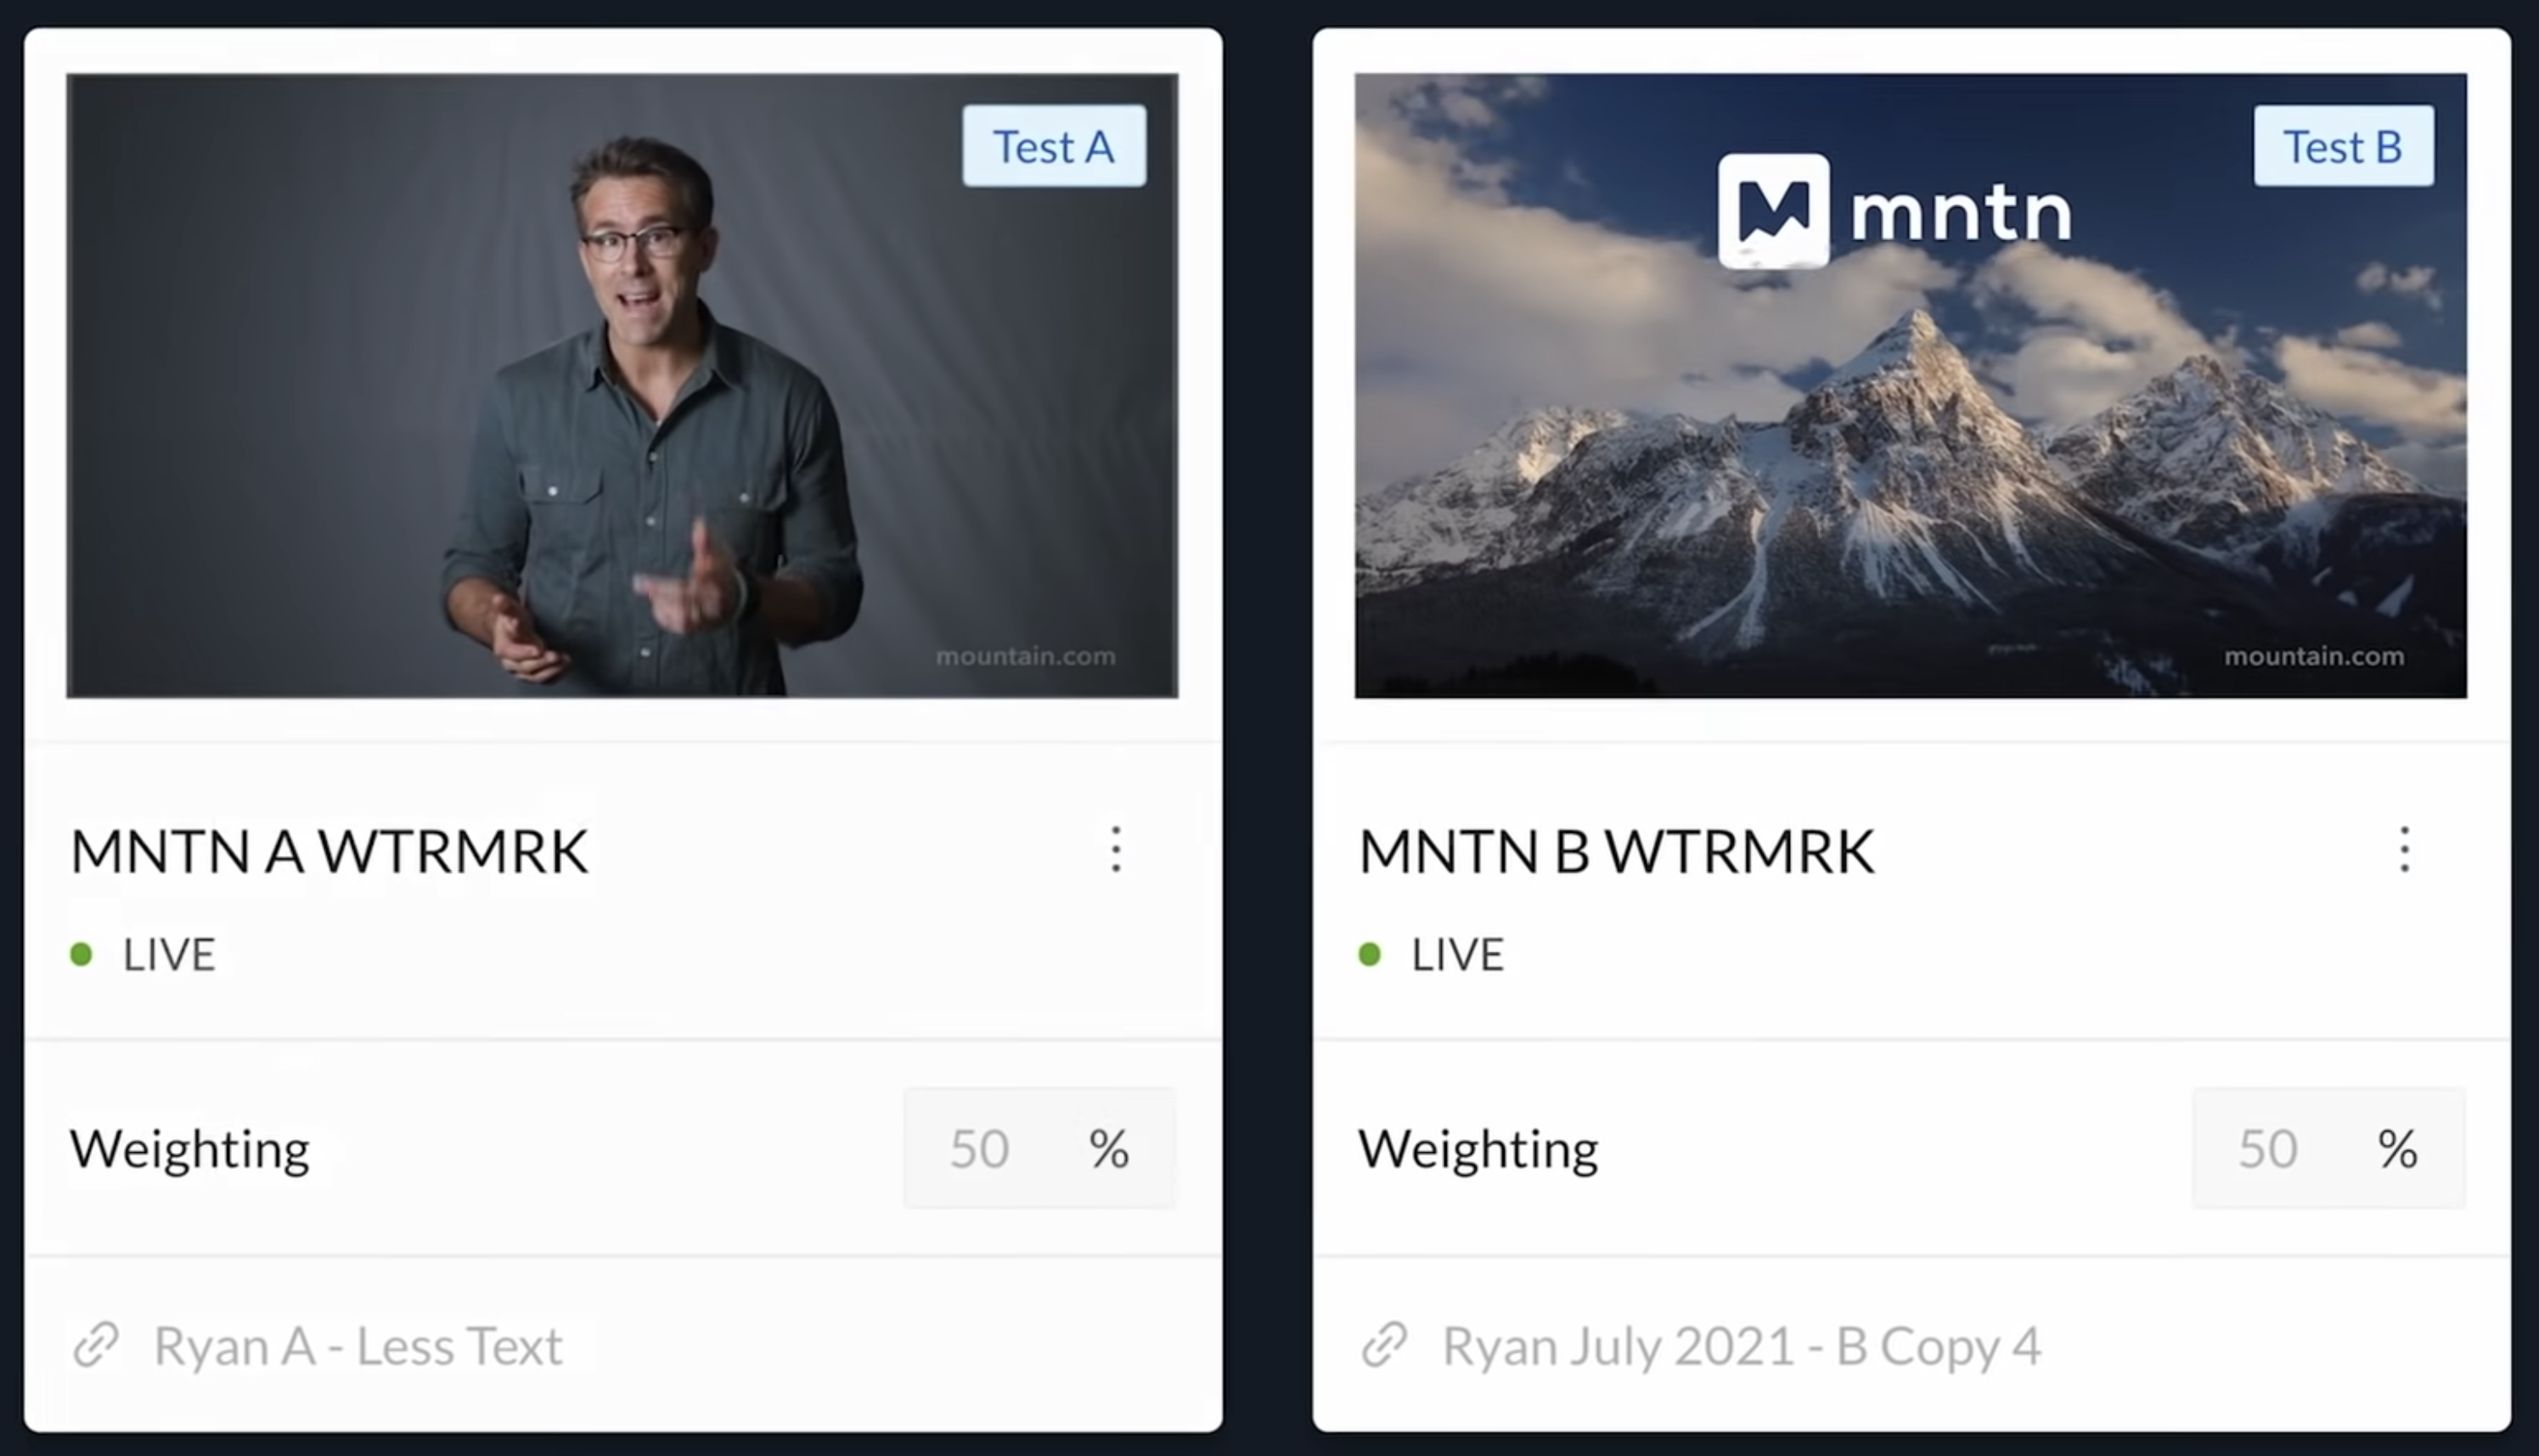 Test A
mountain.com
MNTN A WTRMRK
LIVE
Weighting
50 %
Ryan A - Less Text
Test B
mntn
mountain.com
MNTN B WTRMRK
LIVE
Weighting
50 %
Ryan July 2021 - B Copy 4